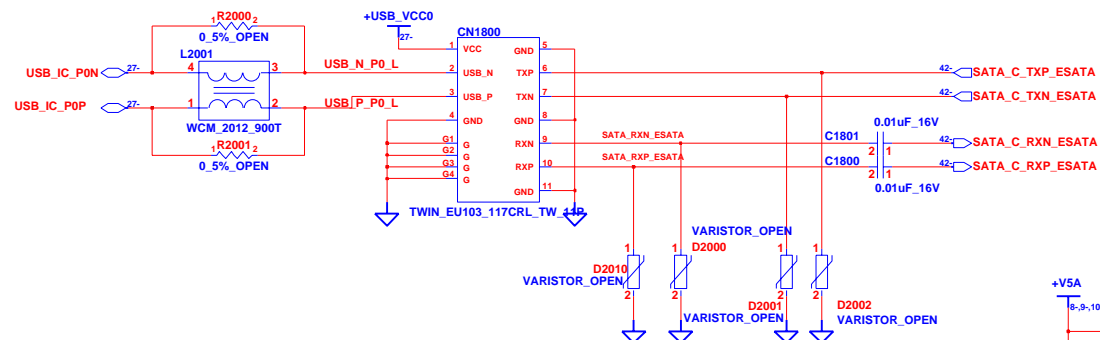 R2000
1 2
0_5%_OPEN
L2001
USB_IC_P0N 27-
4 3
USB_N_P0_L
USB_IC_P0P 27-
1 2
USB_P_P0_L
WCM_2012_900T
R2001
1 2
0_5%_OPEN
+USB_VCC0
27-
CN1800
1 VCC GND 5
2 USB_N TXP 6
3 USB_P TXN 7
4 GND GND 8
G1 G RXN 9
G2 G
G3 G RXP 10
G4 G
GND 11
TWIN_EU103_117CRL_TW_11P
SATA_RXN_ESATA
SATA_RXP_ESATA
42- SATA_C_TXP_ESATA
42- SATA_C_TXN_ESATA
0.01uF_16V
C1801
2 1
42- SATA_C_RXN_ESATA
C1800
2 1
42- SATA_C_RXP_ESATA
0.01uF_16V
VARISTOR_OPEN
1 1 1 1
D2000
D2010
VARISTOR_OPEN
2 2 2 2
D2001
D2002
VARISTOR_OPEN
VARISTOR_OPEN
+V5A
8-,9-,10